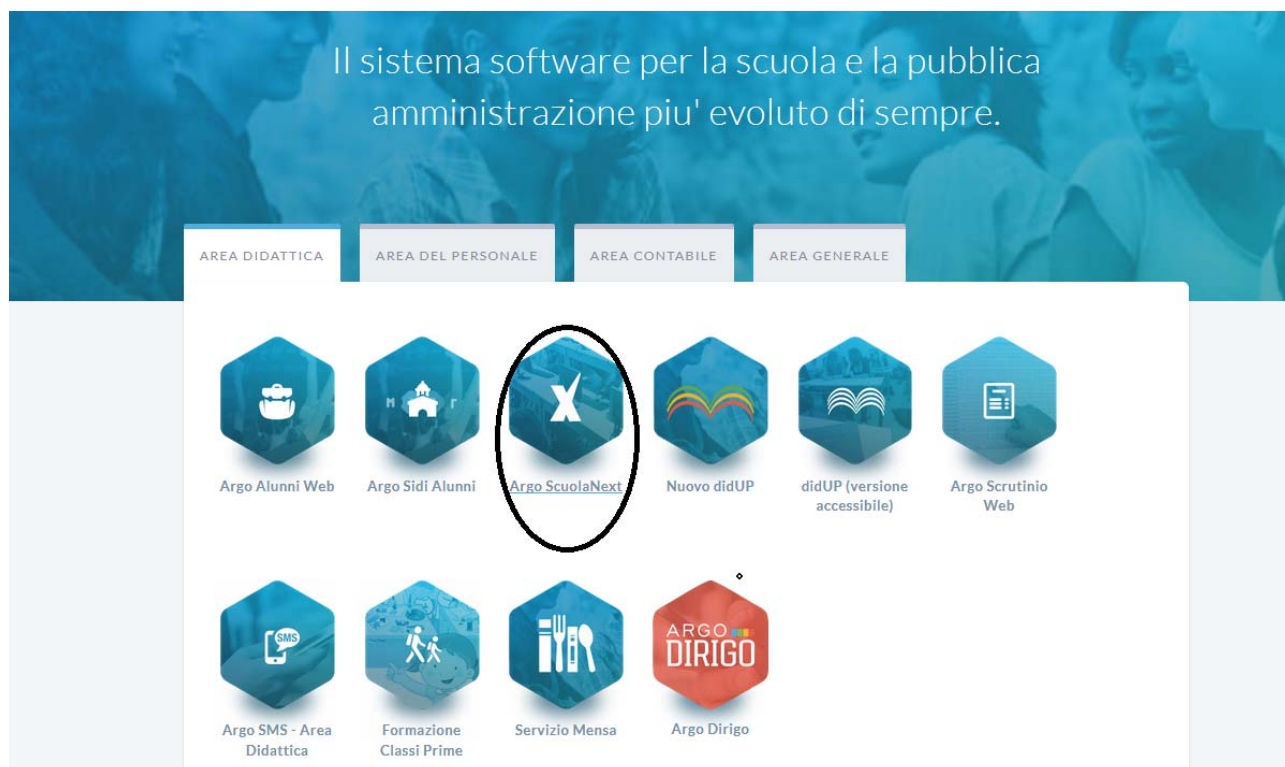 Il sistema software per la scuola e la pubblica
amministrazione piu' evoluto di sempre.
AREA DIDATTICA
AREA DEL PERSONALE
AREA CONTABILE
AREA GENERALE
Argo Alunni Web
Argo Sidi Alunni
Argo ScuolaNext
Nuovo didUP
didUP (versione
accessibile)
Argo Scrutinio
Web
SMS
ARGO
DIRIGO
Argo SMS - Area
Didattica
Formazione
Classi Prime
Servizio Mensa
Argo Dirigo